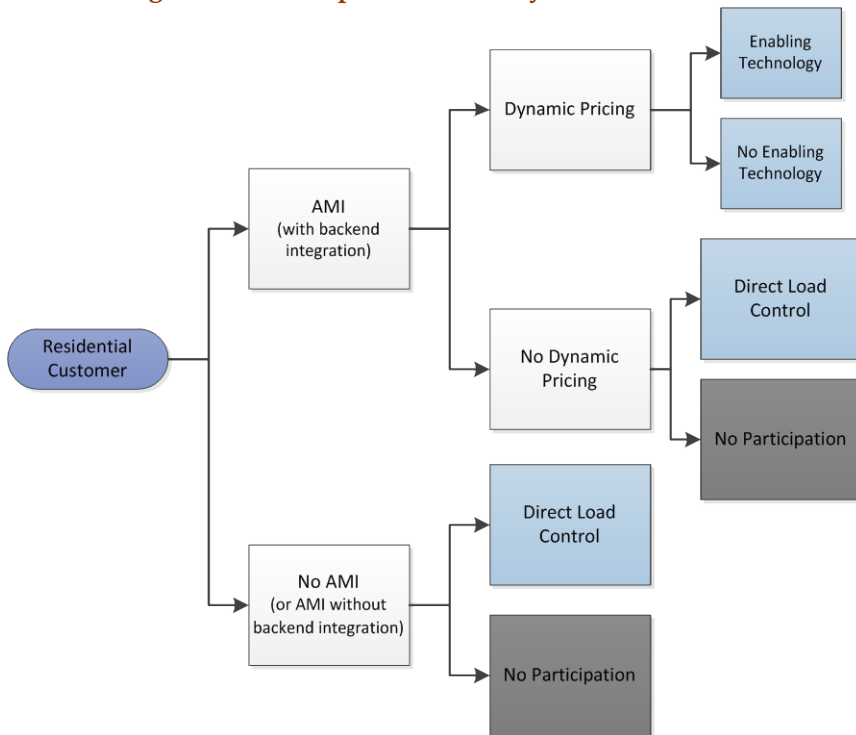 Enabling
Technology
Dynamic Pricing
No Enabling
Technology
AMI
(with backend
integration)
Direct Load
Control
Residential
Customer
No Dynamic
Pricing
No Participation
Direct Load
Control
No AMI
(or AMI without
backend integration)
No Participation